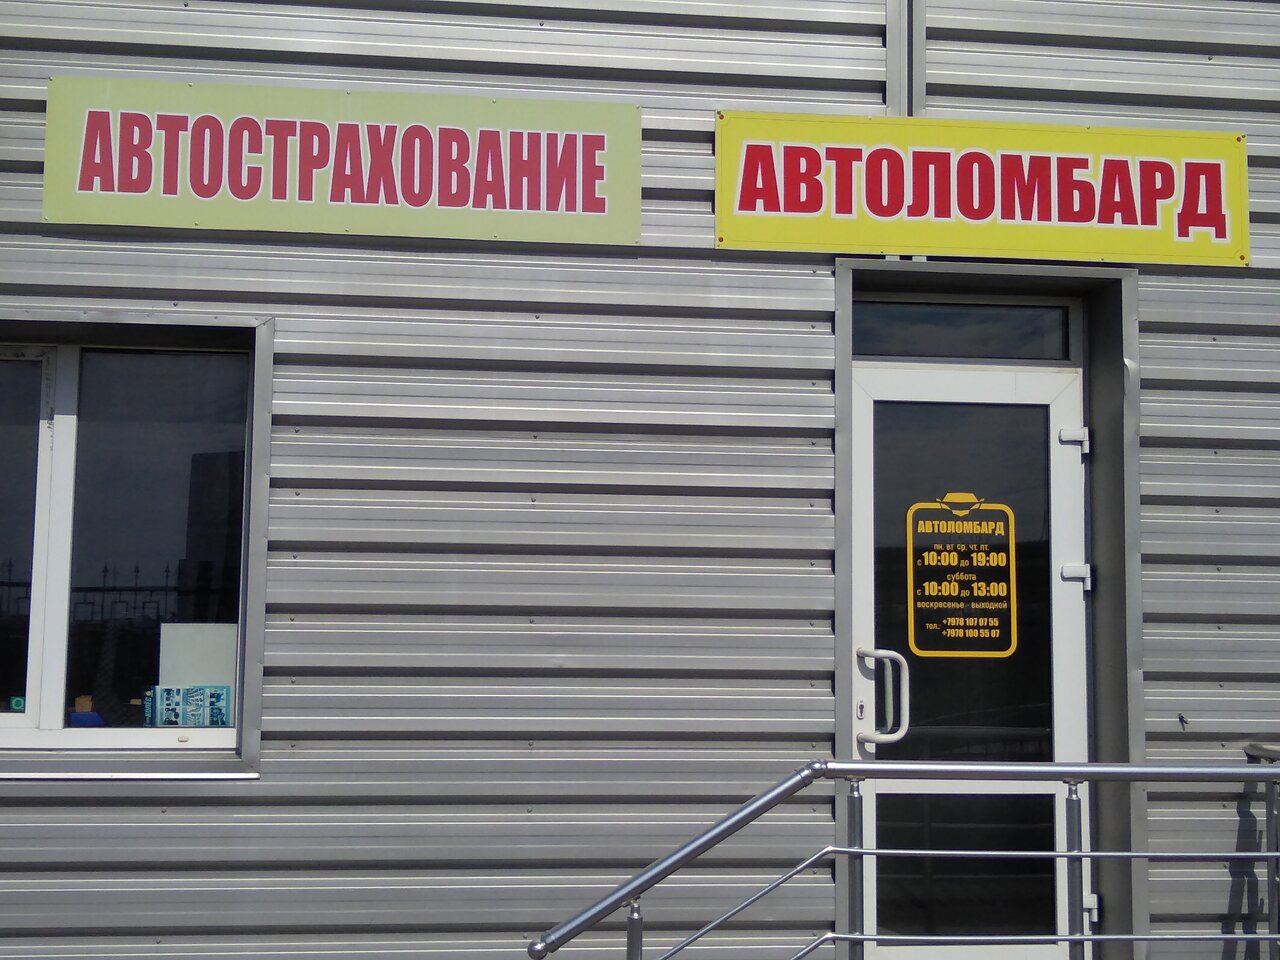 АВТОСТРАХОВАНИЕ
АВТОЛОМБАРД
АВТОЛОМБАРД
пн. вт. ср. чт. пт.
с 10:00 до 19:00
суббота
с 10:00 до 13:00
воскресенье - выходной
тел.: +7978 107 07 55
+7978 100 55 07